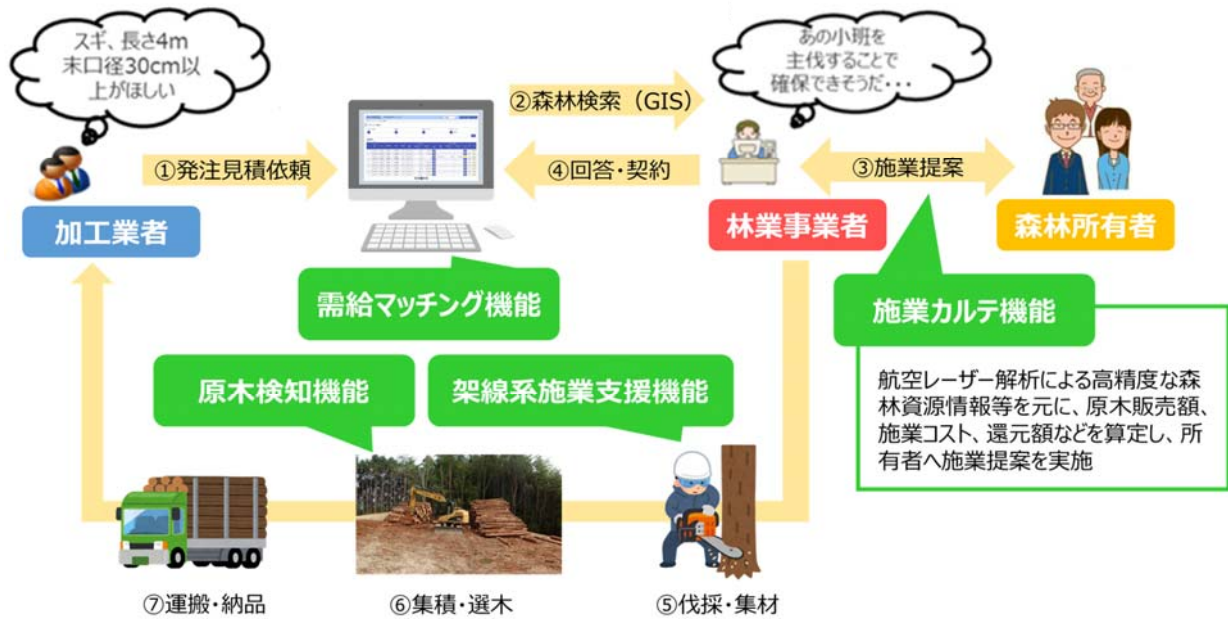 スギ、長さ4m
末口径30cm以
上がほしい
あの小班を
主伐することで
確保できそうだ・・・
②森林検索（GIS）
①発注見積依頼
④回答・契約
③施業提案
加工業者
林業事業者
森林所有者
需給マッチング機能
施業カルテ機能
原木検知機能
架線系施業支援機能
航空レーザー解析による高精度な森
林資源情報等を元に、原木販売額、
施業コスト、還元額などを算定し、所
有者へ施業提案を実施
⑦運搬・納品
⑥集積・選木
⑤伐採・集材